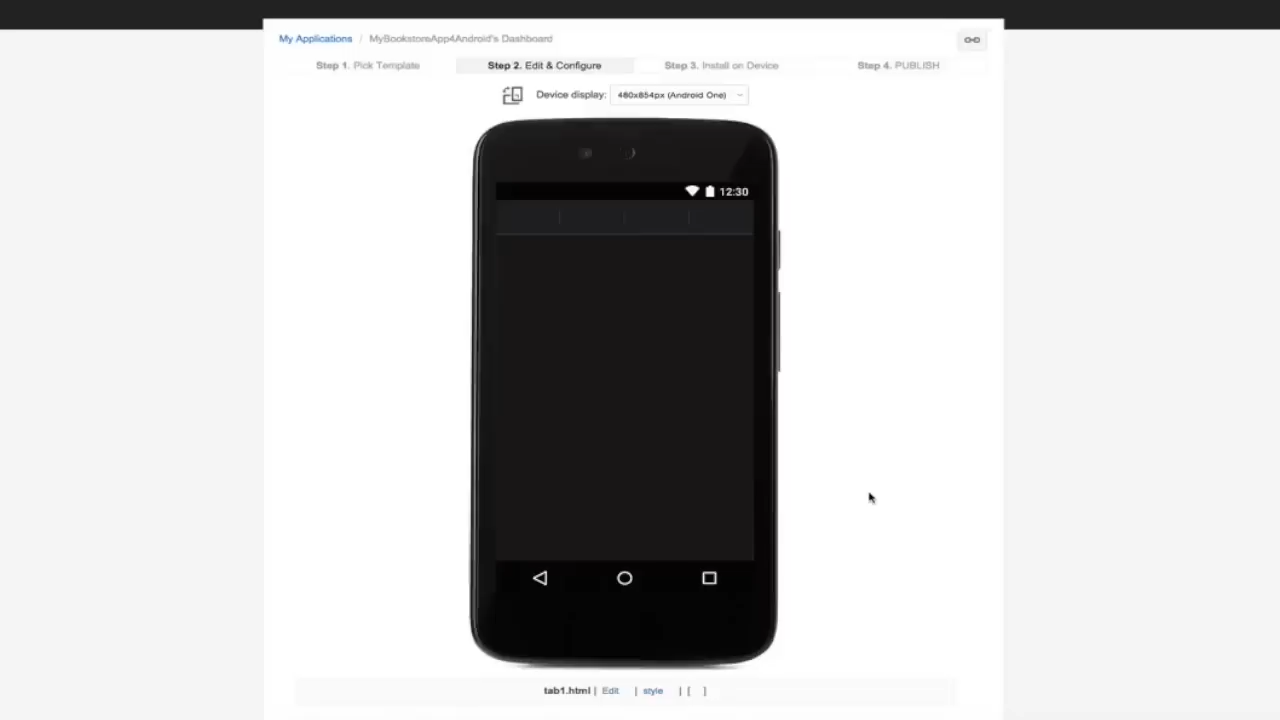 My Applications / MyBookstoreApp4Android's Dashboard
Step 1. Pick Template Step 2. Edit & Configure Step 3. Install on Device Step 4. PUBLISH
Device display: 480x854px (Android One)
12:30
tab1.html | Edit | style | [ ]